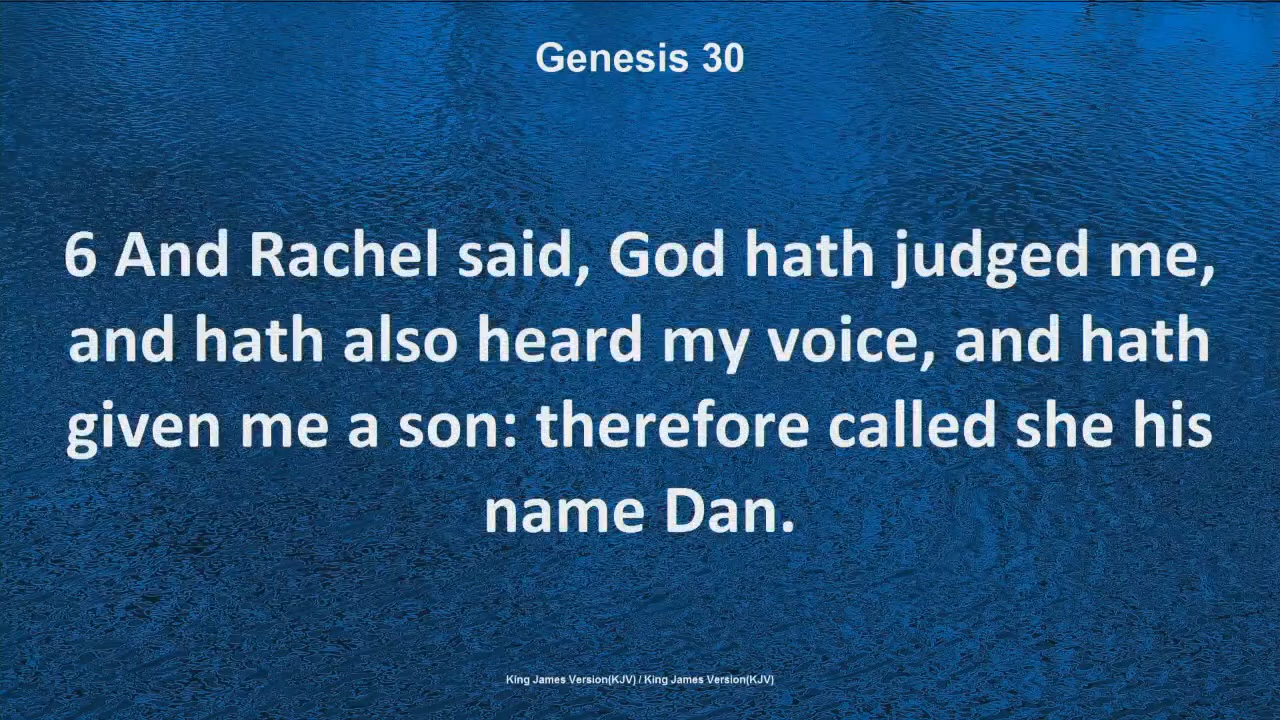 Genesis 30
6 And Rachel said, God hath judged me,
and hath also heard my voice, and hath
given me a son: therefore called she his
name Dan.
King James Version(KJV) / King James Version(KJV)